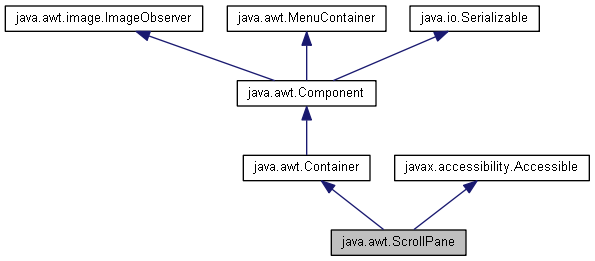 java.awt.image.ImageObserver
java.awt.MenuContainer
java.io.Serializable
java.awt.Component
java.awt.Container
javax.accessibility.Accessible
java.awt.ScrollPane